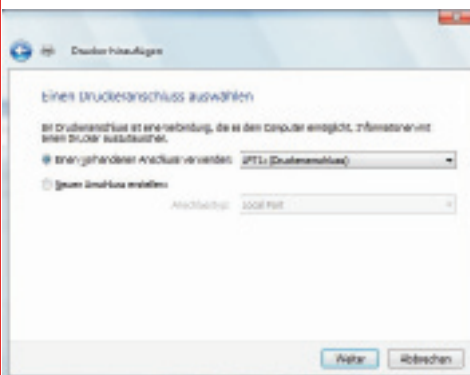 Drucker hinzufügen
Einen Druckeranschluss auswählen
Ein Druckeranschluss ist eine Verbindung, die es dem Computer ermöglicht, Informationen mit
einem Drucker auszutauschen.
Einen vorhandenen Anschluss verwenden: LPT1: (Druckeranschluss)
Neuen Anschluss erstellen:
Anschlusstyp: Local Port
Weiter Abbrechen